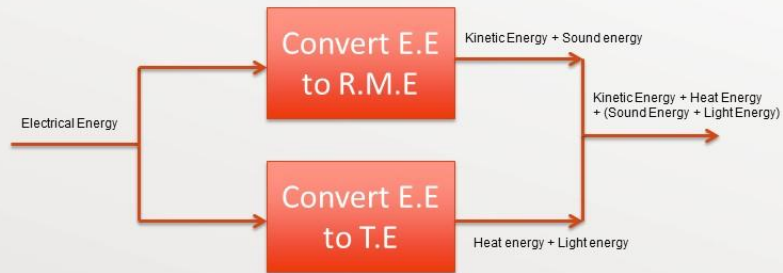 Convert E.E
to R.M.E
Kinetic Energy + Sound energy
Electrical Energy
Kinetic Energy + Heat Energy
+ (Sound Energy + Light Energy)
Convert E.E
to T.E
Heat energy + Light energy